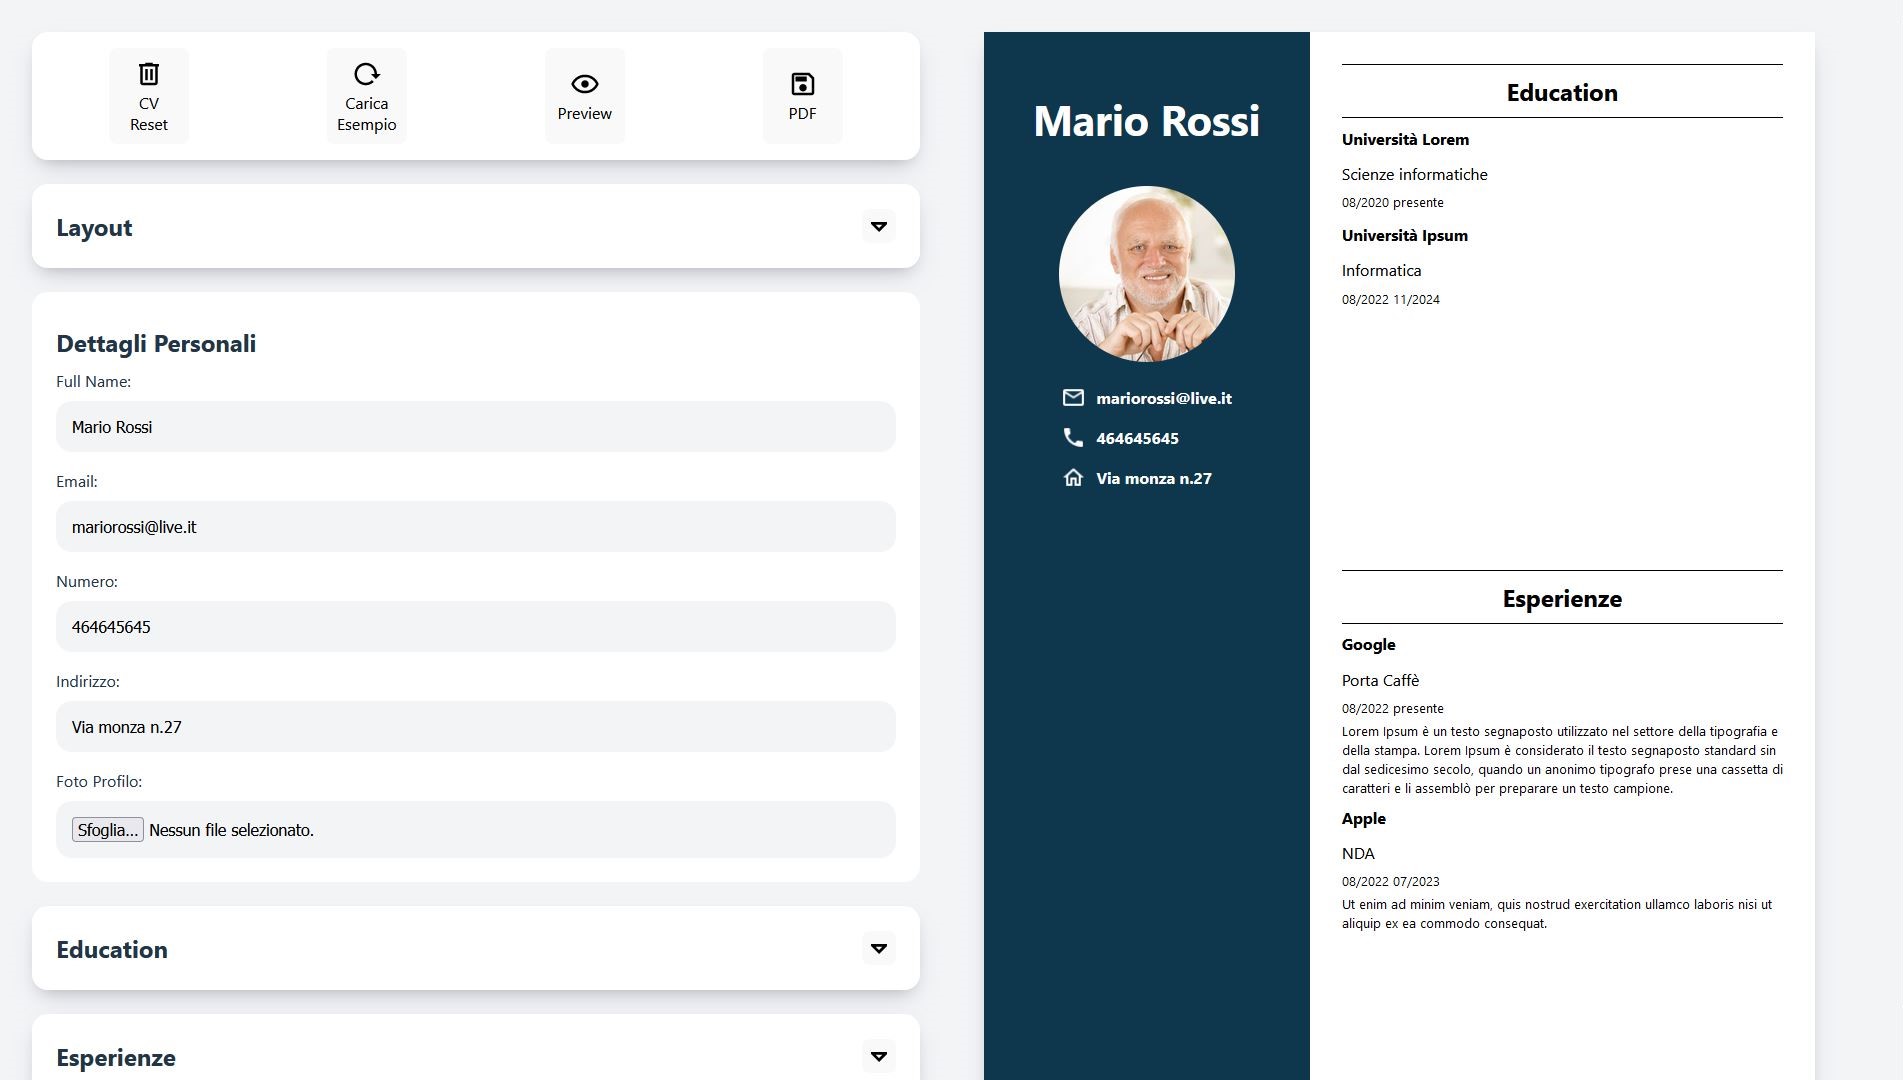 CV
Reset
Carica
Esempio
Preview
PDF
Layout
Dettagli Personali
Full Name:
Mario Rossi
Email:
mariorossi@live.it
Numero:
464645645
Indirizzo:
Via monza n.27
Foto Profilo:
Sfoglia... Nessun file selezionato.
Education
Esperienze
Mario Rossi
mariorossi@live.it
464645645
Via monza n.27
Education
Università Lorem
Scienze informatiche
08/2020 presente
Università Ipsum
Informatica
08/2022 11/2024
Esperienze
Google
Porta Caffè
08/2022 presente
Lorem Ipsum è un testo segnaposto utilizzato nel settore della tipografia e
della stampa. Lorem Ipsum è considerato il testo segnaposto standard sin
dal sedicesimo secolo, quando un anonimo tipografo prese una cassetta di
caratteri e li assemblò per preparare un testo campione.
Apple
NDA
08/2022 07/2023
Ut enim ad minim veniam, quis nostrud exercitation ullamco laboris nisi ut
aliquip ex ea commodo consequat.